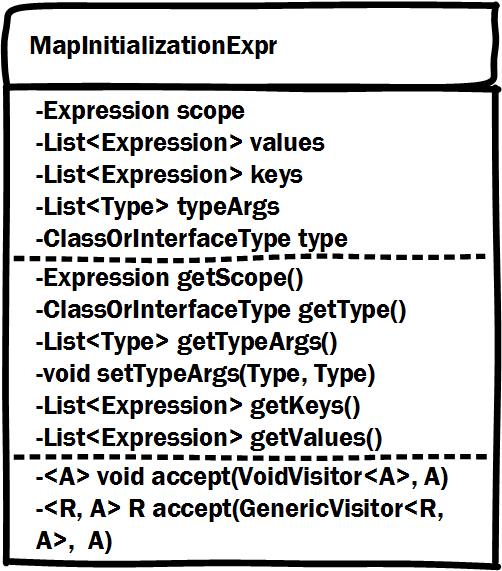 MapInitializationExpr
-Expression scope
-List<Expression> values
-List<Expression> keys
-List<Type> typeArgs
-ClassOrInterfaceType type
-Expression getScope()
-ClassOrInterfaceType getType()
-List<Type> getTypeArgs()
-void setTypeArgs(Type, Type)
-List<Expression> getKeys()
-List<Expression> getValues()
-<A> void accept(VoidVisitor<A>, A)
-<R, A> R accept(GenericVisitor<R,
A>, A)